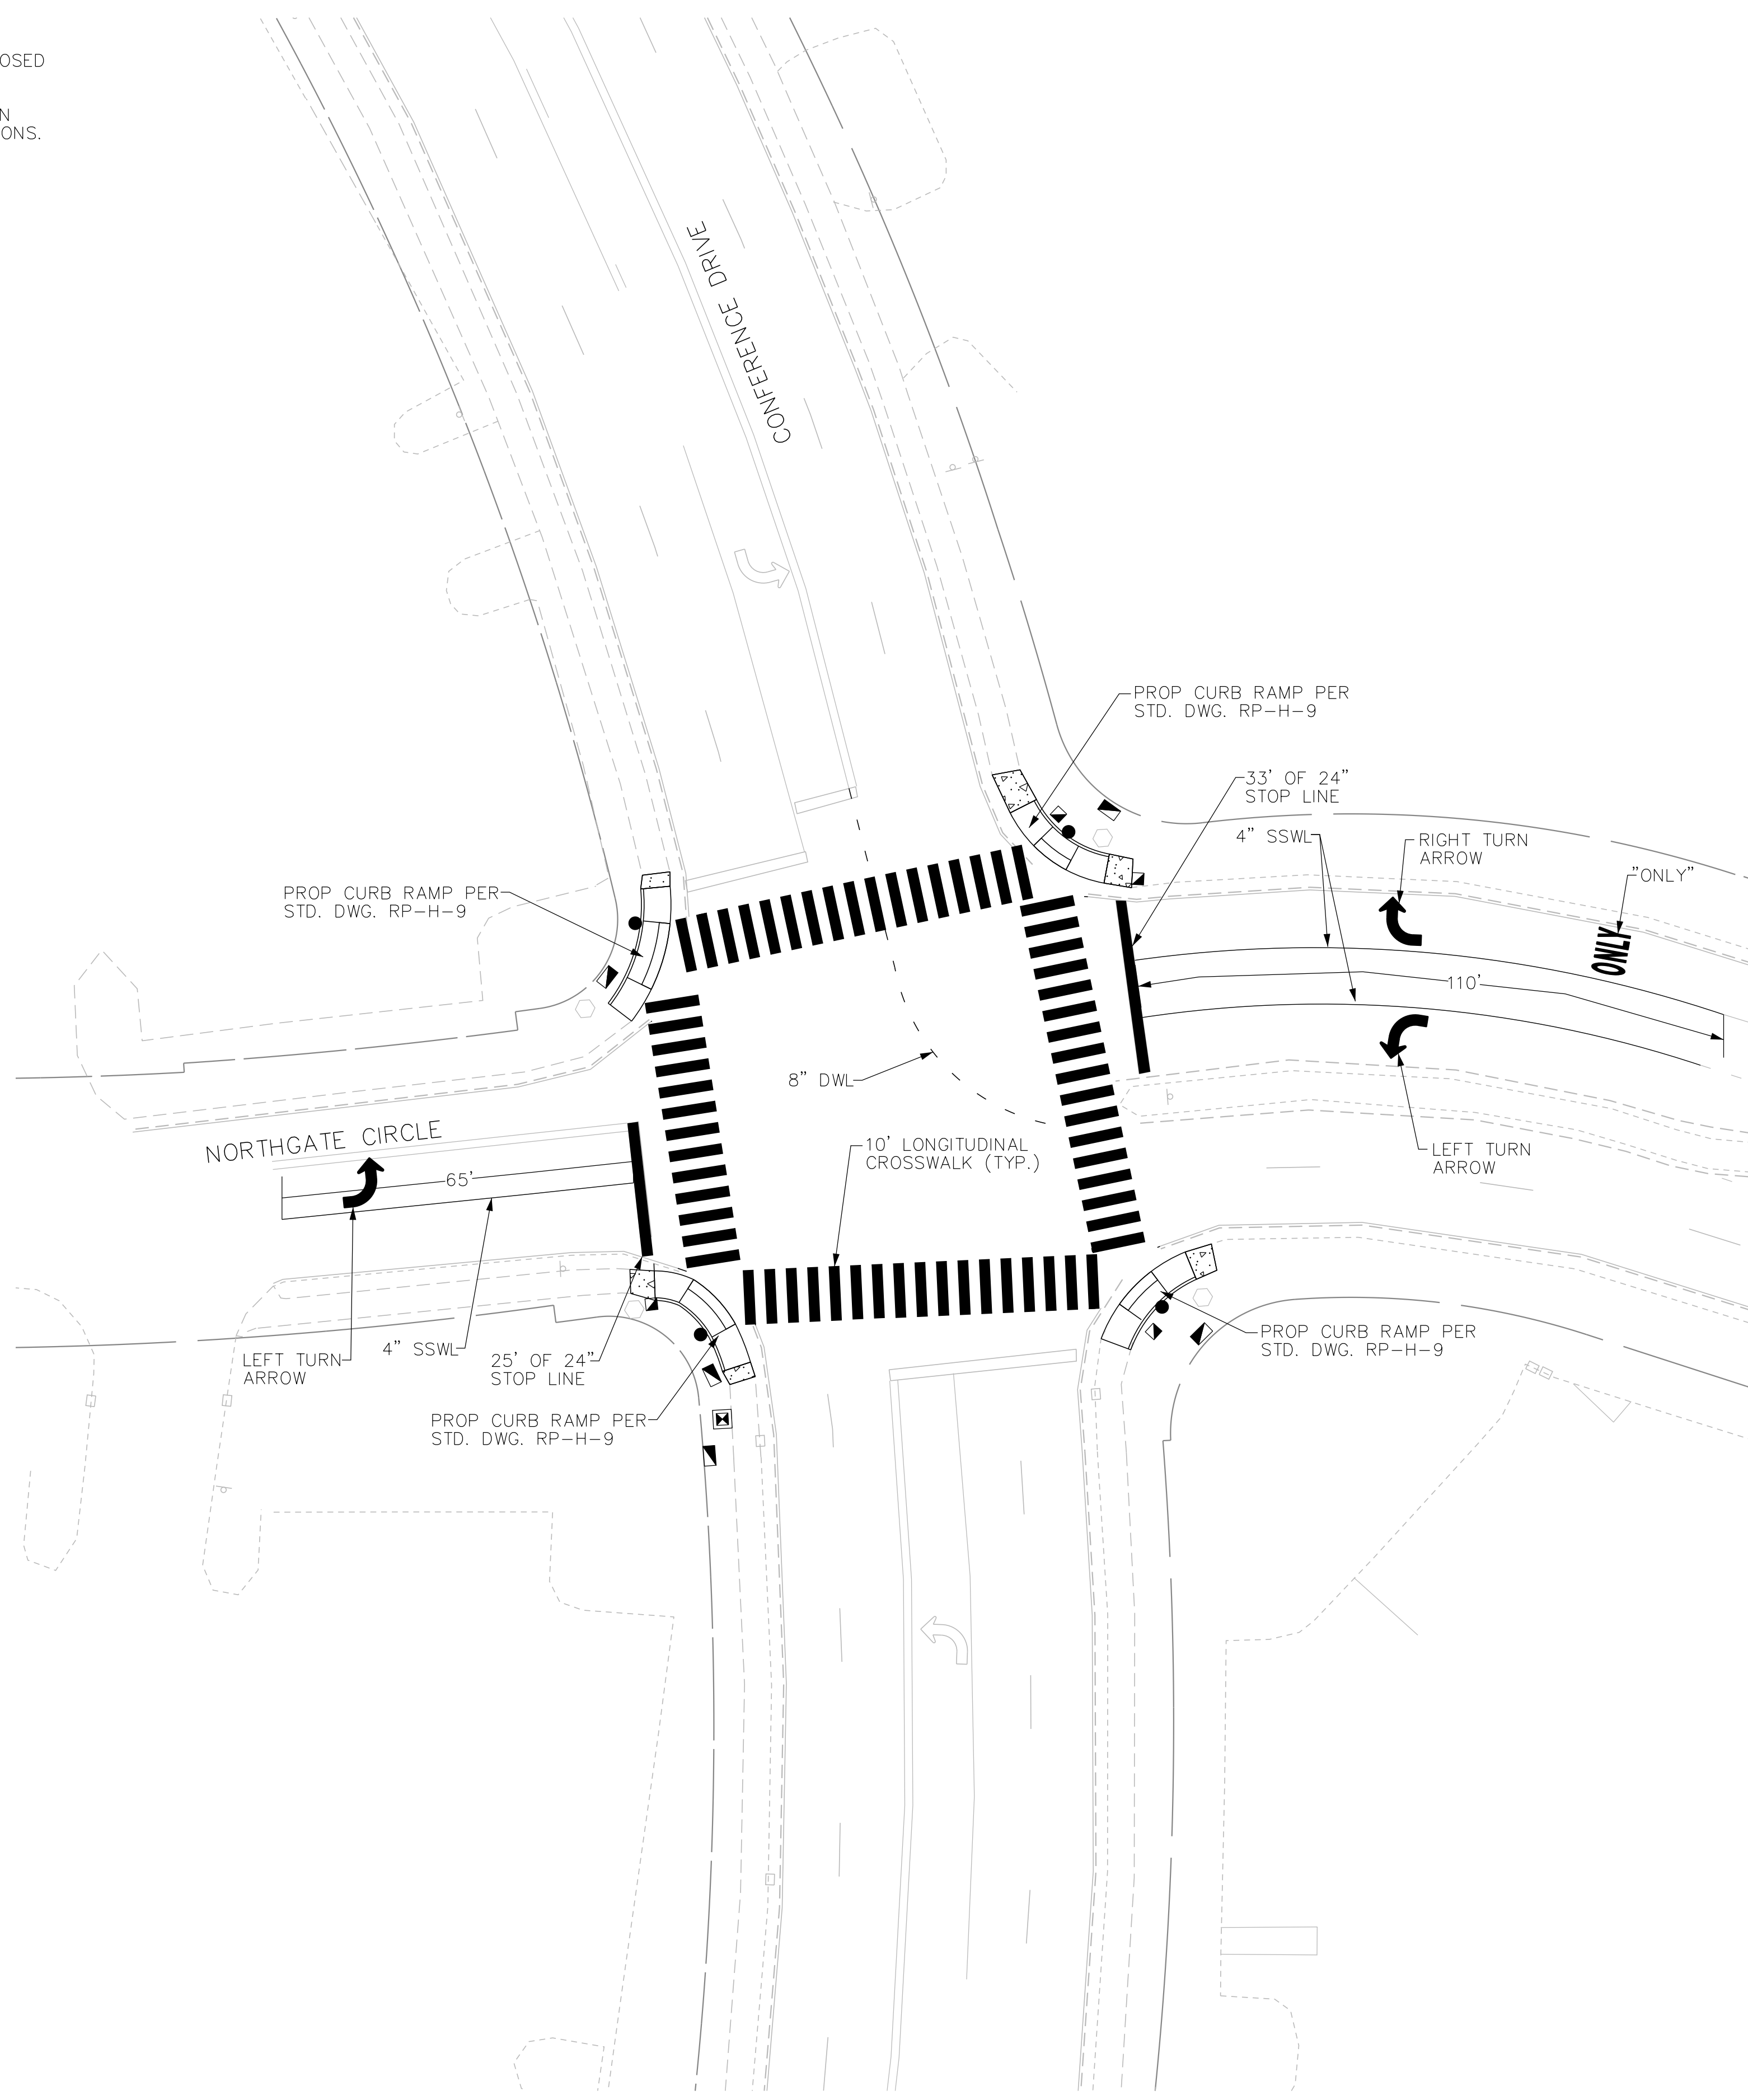 OSED
N
ONS.
CONFERENCE DRIVE
PROP CURB RAMP PER
STD. DWG. RP-H-9
33' OF 24"
STOP LINE
4" SSWL
RIGHT TURN
ARROW
"ONLY"
ONLY
110'
PROP CURB RAMP PER
STD. DWG. RP-H-9
8" DWL
NORTHGATE CIRCLE
65'
10' LONGITUDINAL
CROSSWALK (TYP.)
LEFT TURN
ARROW
LEFT TURN
ARROW
4" SSWL
25' OF 24"
STOP LINE
PROP CURB RAMP PER
STD. DWG. RP-H-9
PROP CURB RAMP PER
STD. DWG. RP-H-9